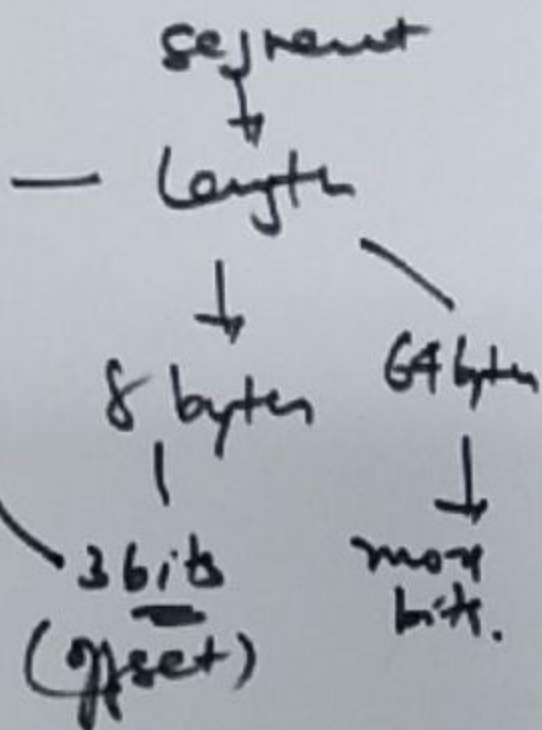 segment
Length
8 bytes
64 bytes
3 bits
(offset)
more
bits.